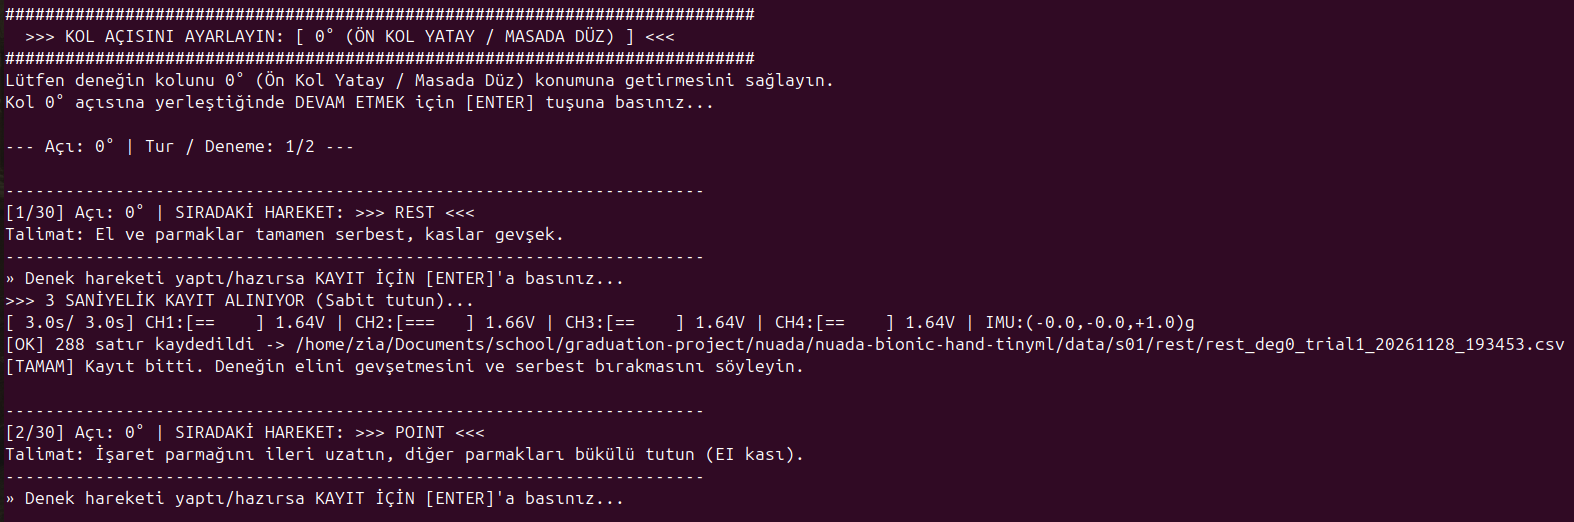 ###########################################################################
>>> KOL AÇISINI AYARLAYIN: [ 0° (ÖN KOL YATAY / MASADA DÜZ) ] <<<
###########################################################################
Lütfen deneğin kolunu 0° (Ön Kol Yatay / Masada Düz) konumuna getirmesini sağlayın.
Kol 0° açısına yerleştiğinde DEVAM ETMEK için [ENTER] tuşuna basınız...
--- Açı: 0° | Tur / Deneme: 1/2 ---
----------------------------------------------------------------------
[1/30] Açı: 0° | SIRADAKİ HAREKET: >>> REST <<<
Talimat: El ve parmaklar tamamen serbest, kaslar gevşek.
----------------------------------------------------------------------
» Denek hareketi yaptı/hazırsa KAYIT İÇİN [ENTER]'a basınız...
>>> 3 SANİYELİK KAYIT ALINIYOR (Sabit tutun)...
[ 3.0s/ 3.0s] CH1:[==    ] 1.64V | CH2:[===   ] 1.66V | CH3:[==    ] 1.64V | CH4:[==    ] 1.64V | IMU:(-0.0,-0.0,+1.0)g
[OK] 288 satır kaydedildi -> /home/zia/Documents/school/graduation-project/nuada/nuada-bionic-hand-tinyml/data/s01/rest/rest_deg0_trial1_20261128_193453.csv
[TAMAM] Kayıt bitti. Deneğin elini gevşetmesini ve serbest bırakmasını söyleyin.
----------------------------------------------------------------------
[2/30] Açı: 0° | SIRADAKİ HAREKET: >>> POINT <<<
Talimat: İşaret parmağını ileri uzatın, diğer parmakları bükülü tutun (EI kası).
----------------------------------------------------------------------
» Denek hareketi yaptı/hazırsa KAYIT İÇİN [ENTER]'a basınız...